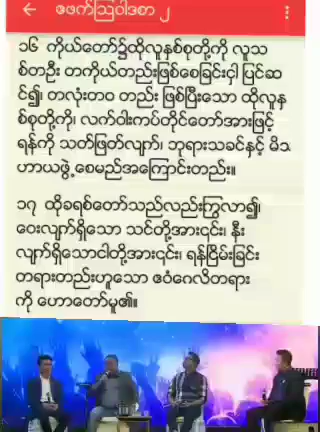 ဧဖက်ဩဝါဒစာ ၂
၁၆ ကိုယ်တော်၌ထိုလူနှစ်စုတို့ကို လူသ
စ်တဦး တကိုယ်တည်းဖြစ်စေခြင်းငှါ ပြင်ဆ
င်၍၊ တလုံးတဝ တည်း ဖြစ်ပြီးသော ထိုလူန
စ်စုတို့ကို၊ လက်ဝါးကပ်တိုင်တော်အားဖြင့်
ရန်ကို သတ်ဖြတ်လျက်၊ ဘုရားသခင်နှင့် မိဿ
ဟာယဖွဲ့စေမည်အကြောင်းတည်း။
၁၇ ထိုခရစ်တော်သည်လည်းကြွလာ၍၊
ဝေးလျက်ရှိသော သင်တို့အား၎င်း၊ နီး
လျက်ရှိသောငါတို့အား၎င်း၊ ရန်ငြိမ်းခြင်း
တရားတည်းဟူသော ဧဝံဂေလိတရား
ကို ဟောတော်မူ၏။